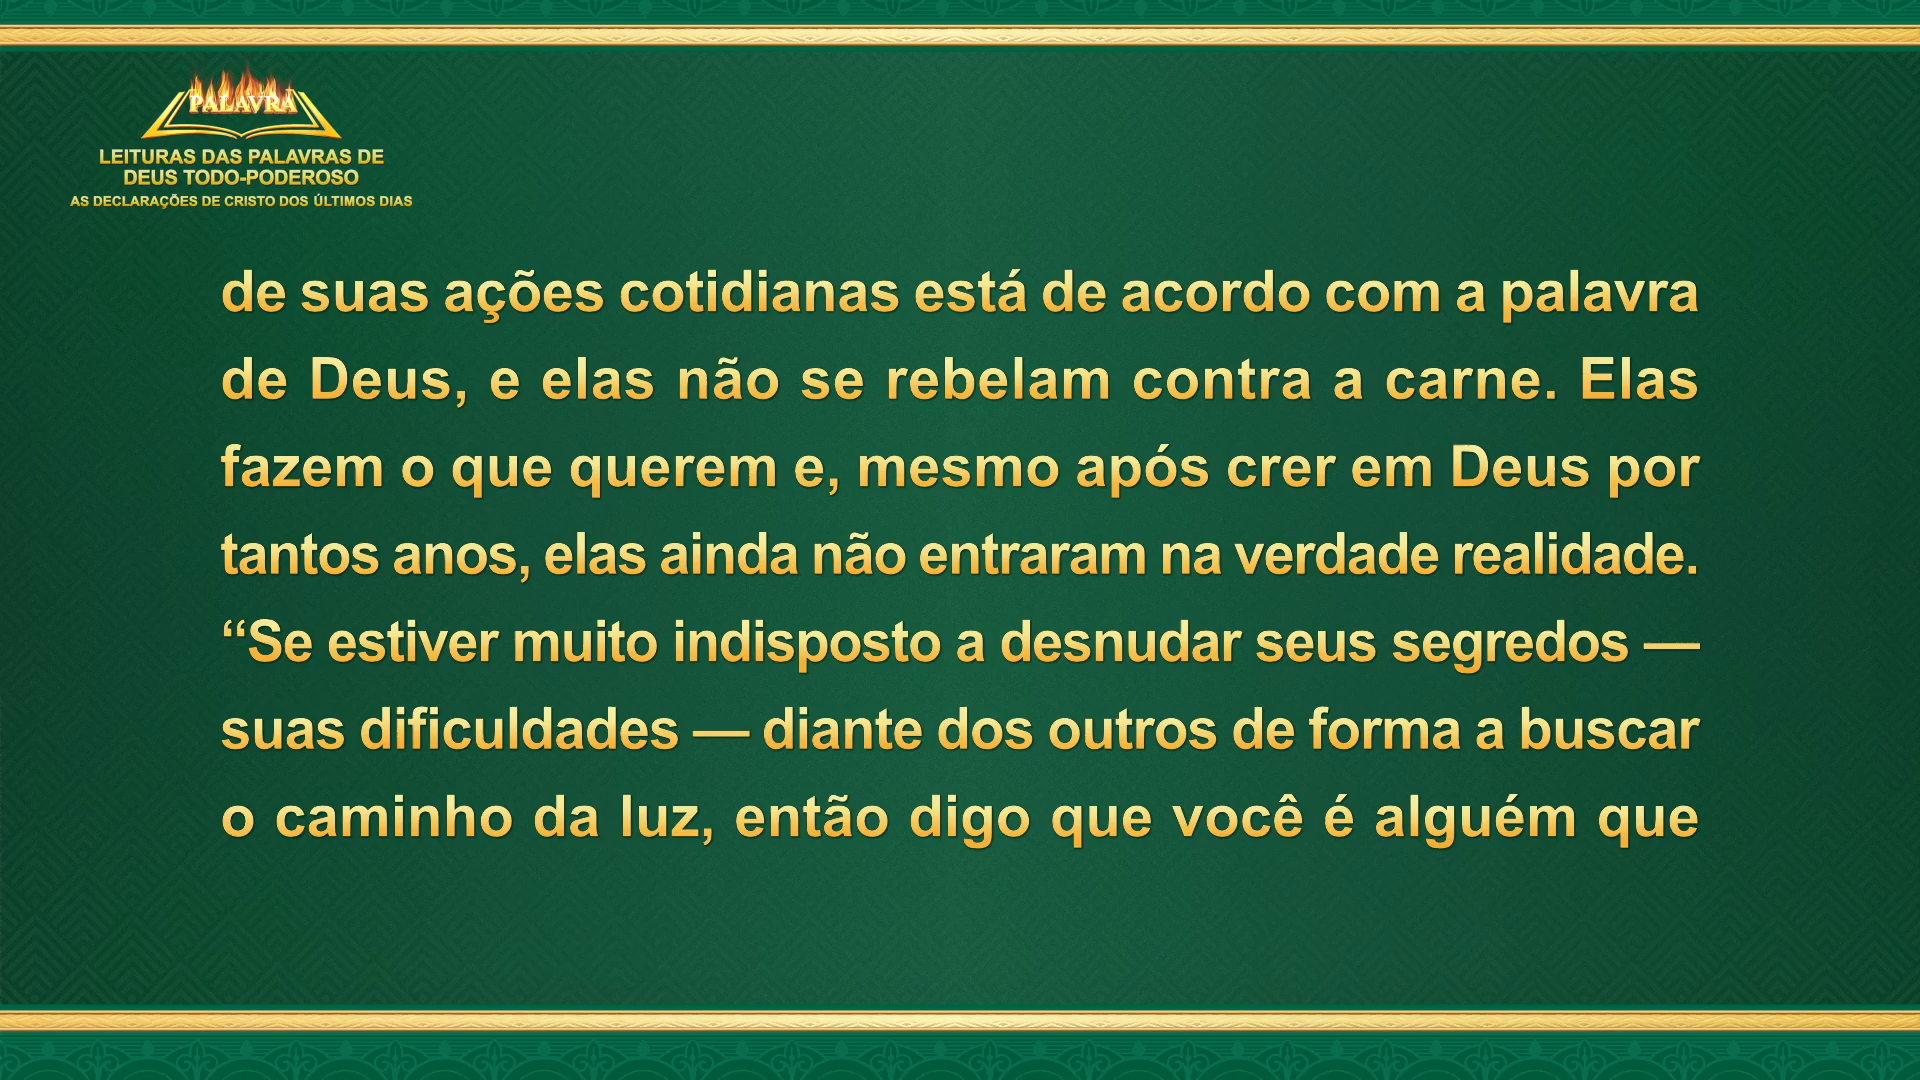 PALAVRA
LEITURAS DAS PALAVRAS DE
DEUS TODO-PODEROSO
AS DECLARAÇÕES DE CRISTO DOS ÚLTIMOS DIAS
de suas ações cotidianas está de acordo com a palavra
de Deus, e elas não se rebelam contra a carne. Elas
fazem o que querem e, mesmo após crer em Deus por
tantos anos, elas ainda não entraram na verdade realidade.
“Se estiver muito indisposto a desnudar seus segredos —
suas dificuldades — diante dos outros de forma a buscar
o caminho da luz, então digo que você é alguém que